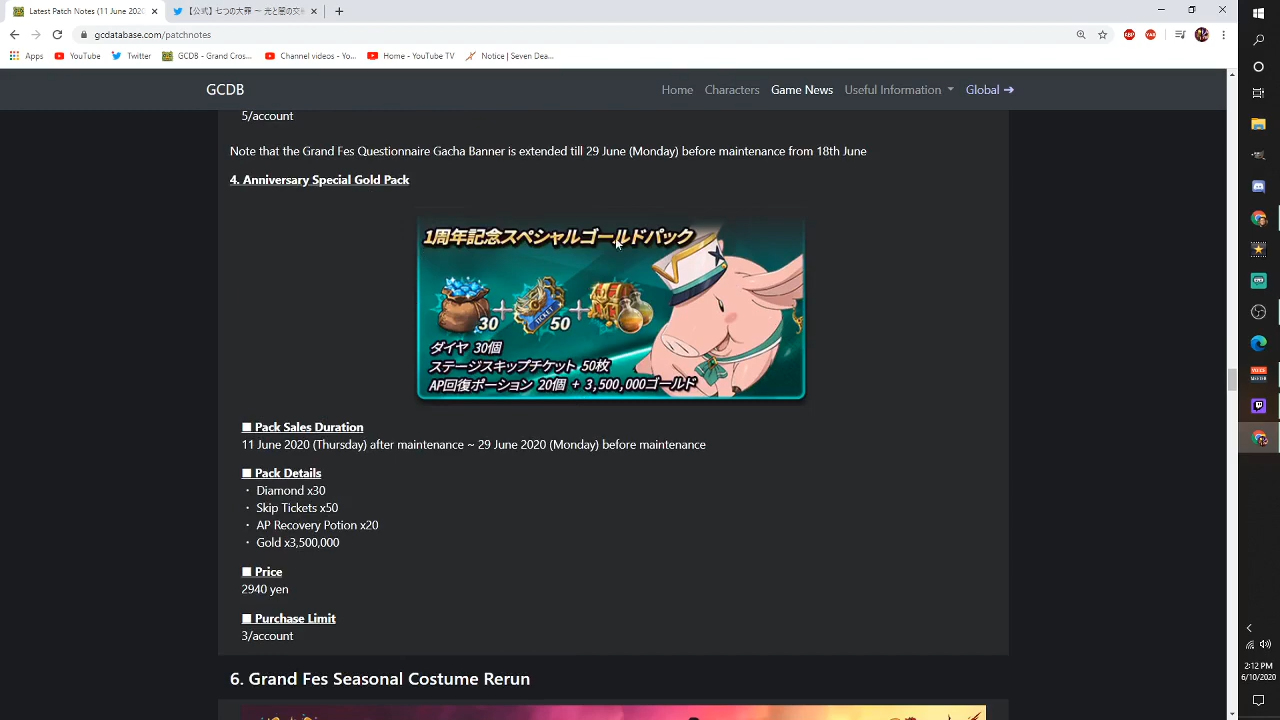 Latest Patch Notes (11 June 2020
【公式】七つの大罪 ～ 光と闇の交
gcdatabase.com/patchnotes
Apps
YouTube
Twitter
GCDB - Grand Cros...
Channel videos - Yo...
Home - YouTube TV
Notice | Seven Dea...
GCDB
Home
Characters
Game News
Useful Information
Global ➔
5/account
Note that the Grand Fes Questionnaire Gacha Banner is extended till 29 June (Monday) before maintenance from 18th June
4. Anniversary Special Gold Pack
1周年記念スペシャルゴールドパック
30
TICKET
50
ダイヤ 30個
ステージスキップチケット 50枚
AP回復ポーション 20個 + 3,500,000ゴールド
■ Pack Sales Duration
11 June 2020 (Thursday) after maintenance ~ 29 June 2020 (Monday) before maintenance
■ Pack Details
・ Diamond x30
・ Skip Tickets x50
・ AP Recovery Potion x20
・ Gold x3,500,000
■ Price
2940 yen
■ Purchase Limit
3/account
6. Grand Fes Seasonal Costume Rerun
2:12 PM
6/10/2020